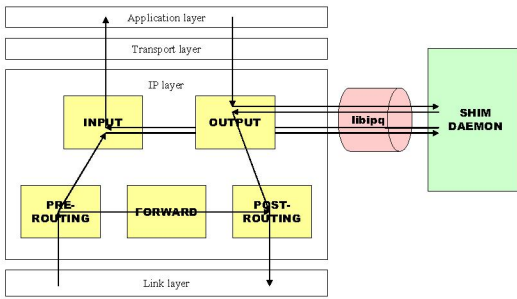 Application layer
Transport layer
IP layer
INPUT
OUTPUT
libipq
SHIM
DAEMON
PRE-
ROUTING
FORWARD
POST-
ROUTING
Link layer